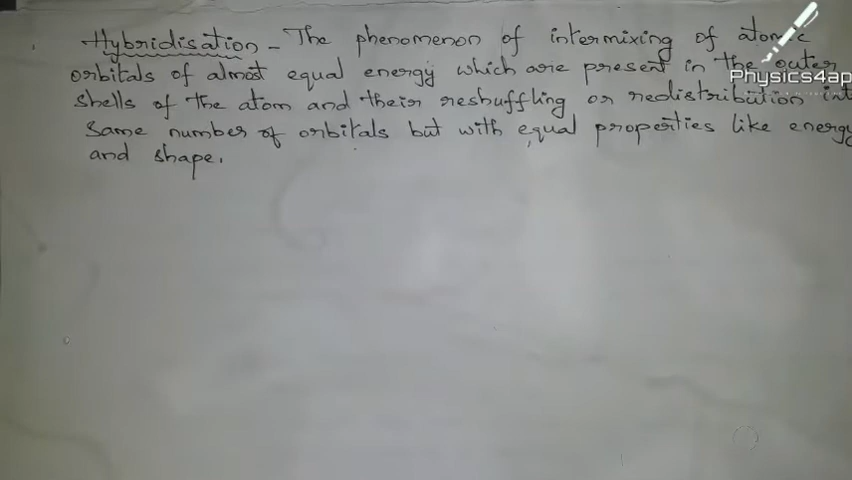 Hybridisation - The phenomenon of intermixing of atomic
orbitals of almost equal energy which are present in the outer
Physics4ap
shells of the atom and their reshuffling or redistribution int
same number of orbitals but with equal properties like energy
and shape.